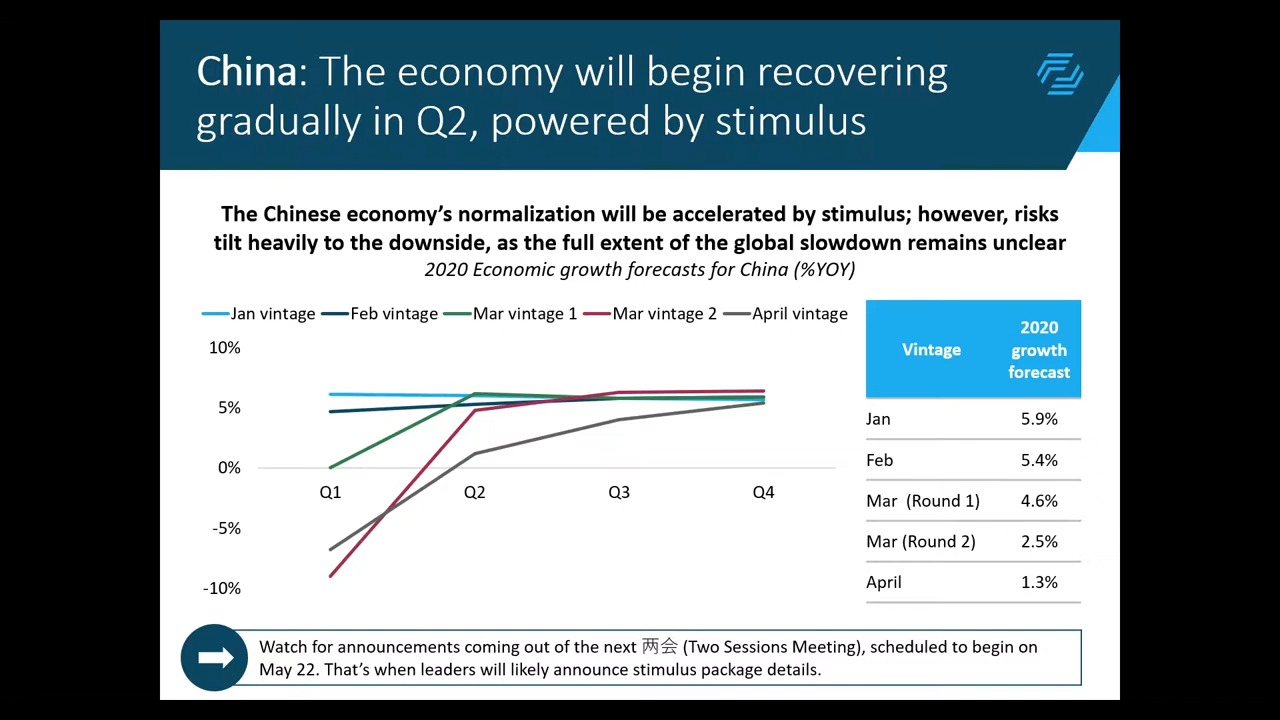 China: The economy will begin recovering
gradually in Q2, powered by stimulus
The Chinese economy’s normalization will be accelerated by stimulus; however, risks
tilt heavily to the downside, as the full extent of the global slowdown remains unclear
2020 Economic growth forecasts for China (%YOY)
Jan vintage Feb vintage Mar vintage 1 Mar vintage 2 April vintage
10%
5%
0%
Q1 Q2 Q3 Q4
-5%
-10%
Vintage 2020 growth forecast
Jan 5.9%
Feb 5.4%
Mar (Round 1) 4.6%
Mar (Round 2) 2.5%
April 1.3%
Watch for announcements coming out of the next 两会 (Two Sessions Meeting), scheduled to begin on
May 22. That’s when leaders will likely announce stimulus package details.